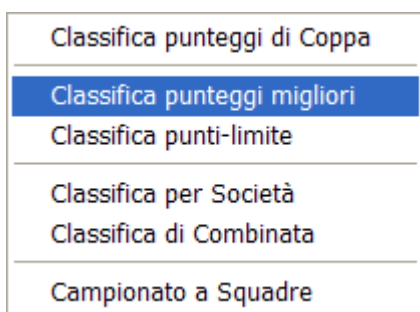 Classifica punteggi di Coppa
Classifica punteggi migliori
Classifica punti-limite
Classifica per Società
Classifica di Combinata
Campionato a Squadre